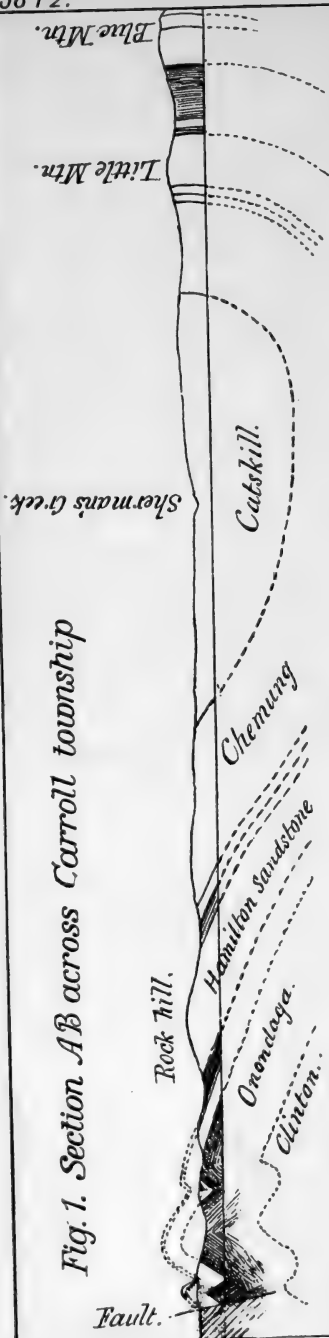 Fig. 1. Section AB across Carroll township
Fault.
Rock hill.
Sherman's Creek.
Little Mtn.
Blue Mtn.
Clinton.
Onondaga.
Hamilton Sandstone
Chemung
Catskill.